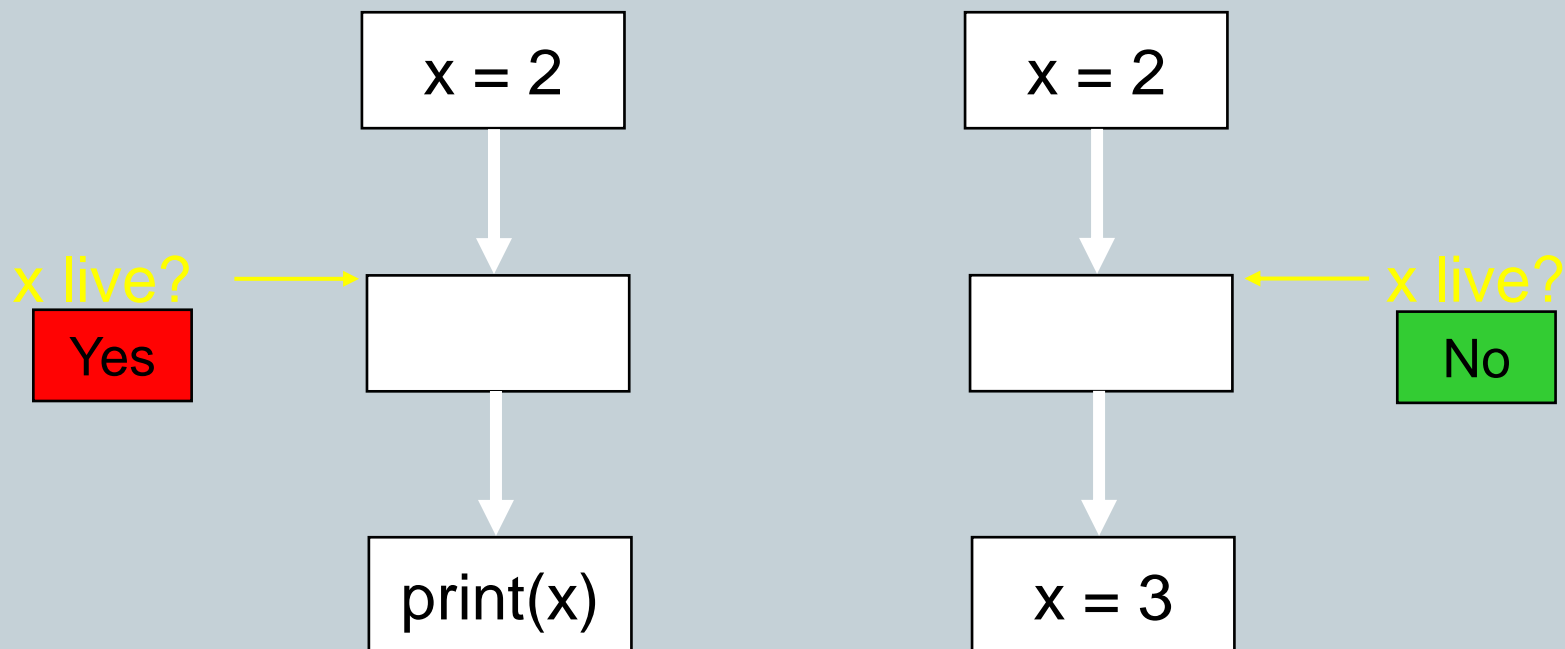 x = 2
x = 2
x live?
x live?
Yes
No
print(x)
x = 3